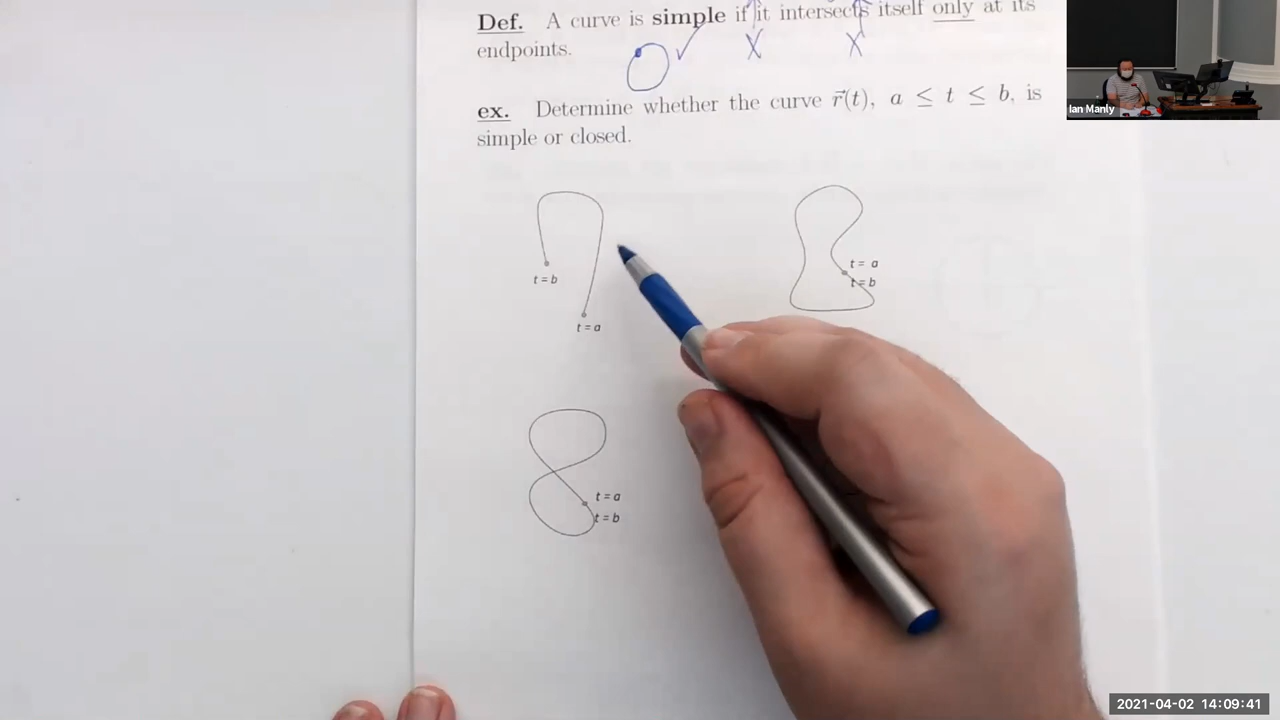 Def. A curve is simple if it intersects itself only at its
endpoints.
ex. Determine whether the curve r⃗(t), a ≤ t ≤ b, is
simple or closed.
t = b
t = a
t = a
t = b
t = a
t = b
Ian Manly
2021-04-02 14:09:41